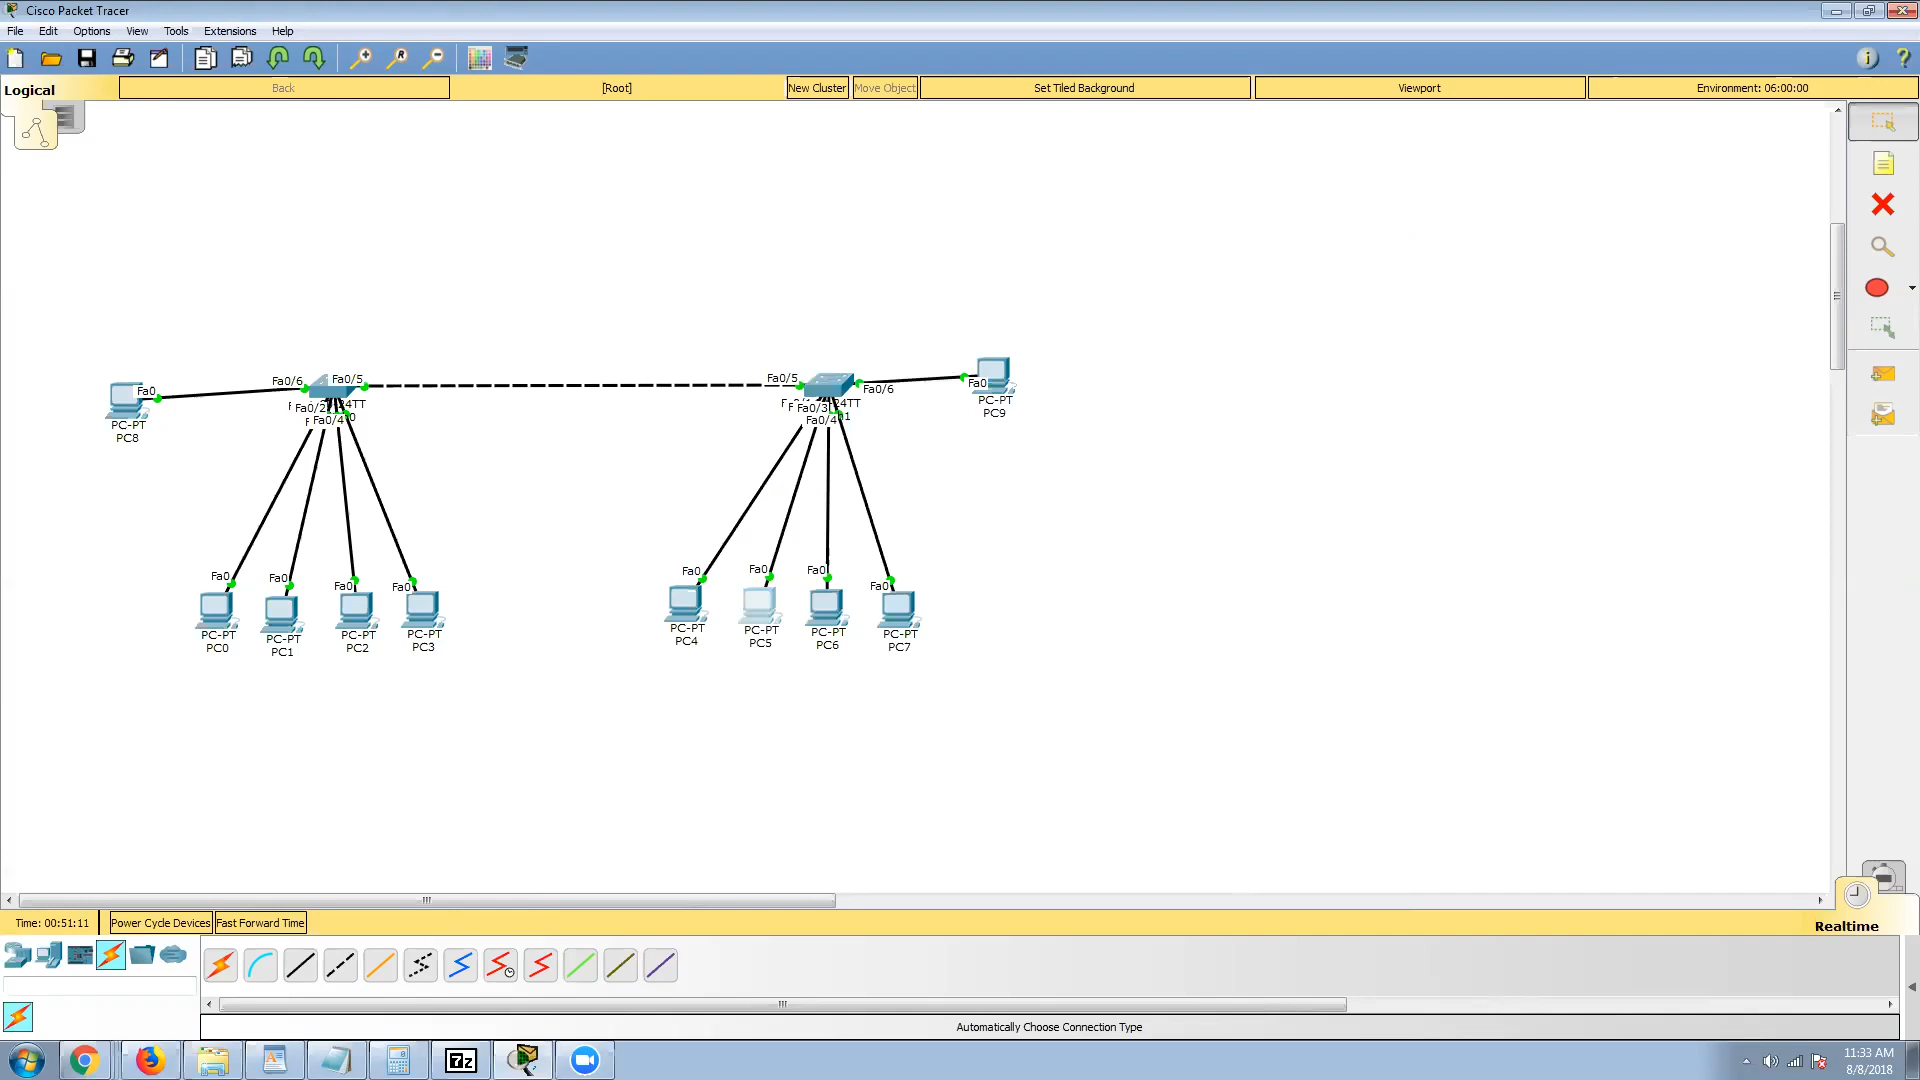 Cisco Packet Tracer
File Edit Options View Tools Extensions Help
Logical
Back
[Root]
New Cluster
Move Object
Set Tiled Background
Viewport
Environment: 06:00:00
Fa0
PC-PT
PC8
Fa0/6
Fa0/5
Fa0/2
24TT
Fa0/4
Fa0/5
Fa0/6
Fa0/3
24TT
Fa0/4
Fa0
PC-PT
PC9
Fa0
PC-PT
PC0
Fa0
PC-PT
PC1
Fa0
PC-PT
PC2
Fa0
PC-PT
PC3
Fa0
PC-PT
PC4
Fa0
PC-PT
PC5
Fa0
PC-PT
PC6
Fa0
PC-PT
PC7
Time: 00:51:11
Power Cycle Devices
Fast Forward Time
Realtime
Automatically Choose Connection Type
11:33 AM
8/8/2018